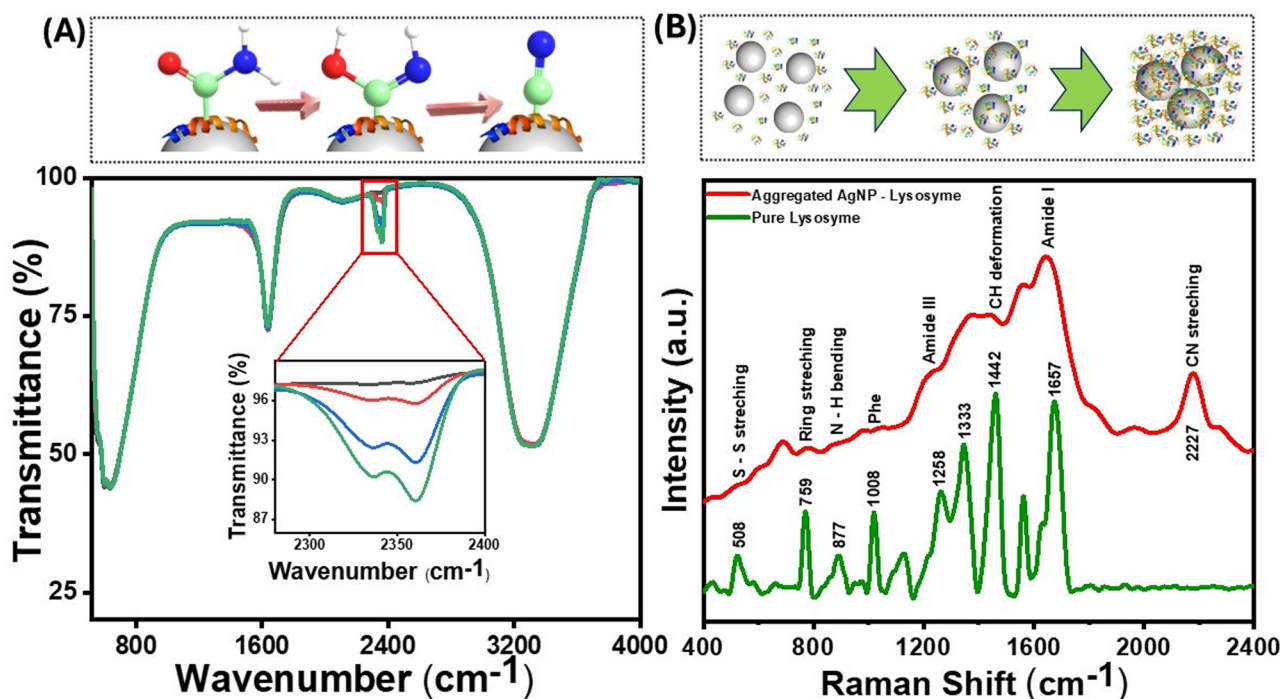 (A)
(B)
100
75
50
25
Transmittance (%)
800
1600
2400
3200
4000
Wavenumber (cm-1)
96
93
90
87
Transmittance (%)
2300
2350
2400
Wavenumber (cm-1)
Aggregated AgNP - Lysosyme
Pure Lysosyme
S - S streching
Ring streching
N - H bending
Phe
Amide III
CH deformation
Amide I
CN streching
2227
508
759
877
1008
1258
1333
1442
1657
Intensity (a.u.)
400
800
1200
1600
2000
2400
Raman Shift (cm-1)